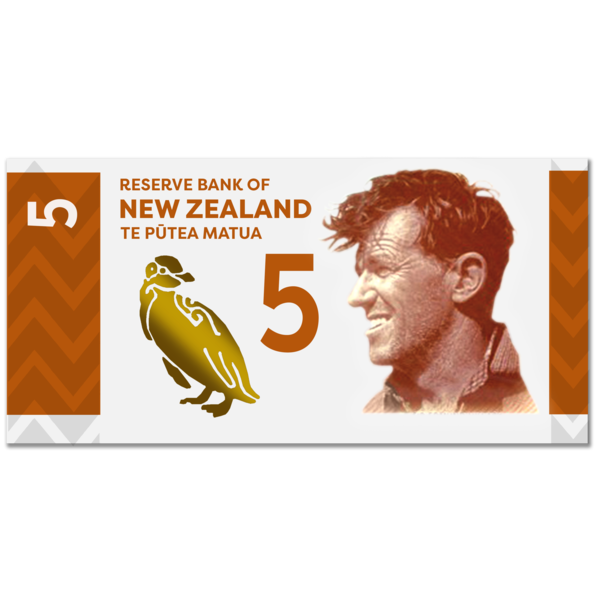 5
RESERVE BANK OF
NEW ZEALAND
TE PŪTEA MATUA
5